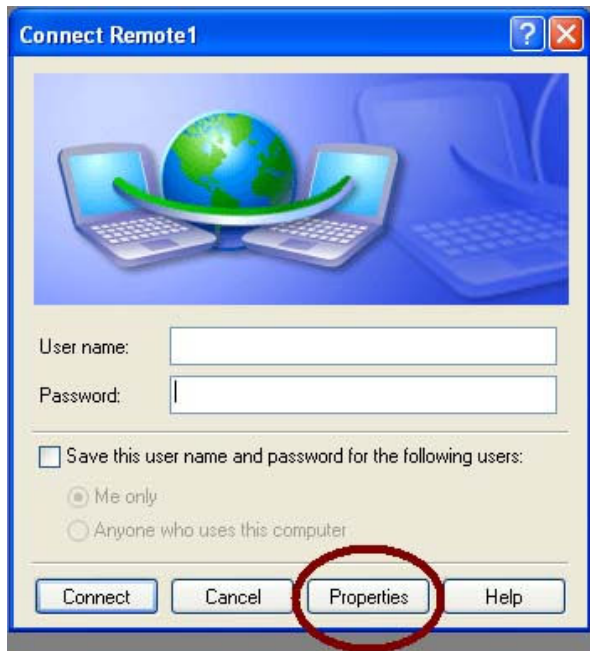 Connect Remote1
User name:
Password:
Save this user name and password for the following users:
Me only
Anyone who uses this computer
Connect Cancel Properties Help